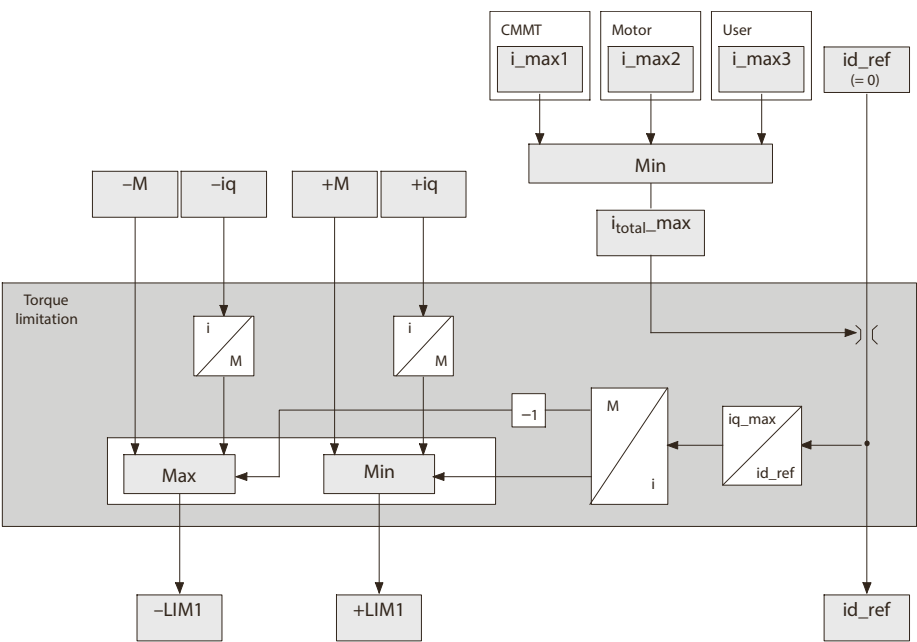 CMMT
Motor
User
i_max1
i_max2
i_max3
id_ref
(= 0)
Min
–M
–iq
+M
+iq
itotal_max
Torque
limitation
i
M
i
M
–1
M
i
iq_max
id_ref
Max
Min
–LIM1
+LIM1
id_ref